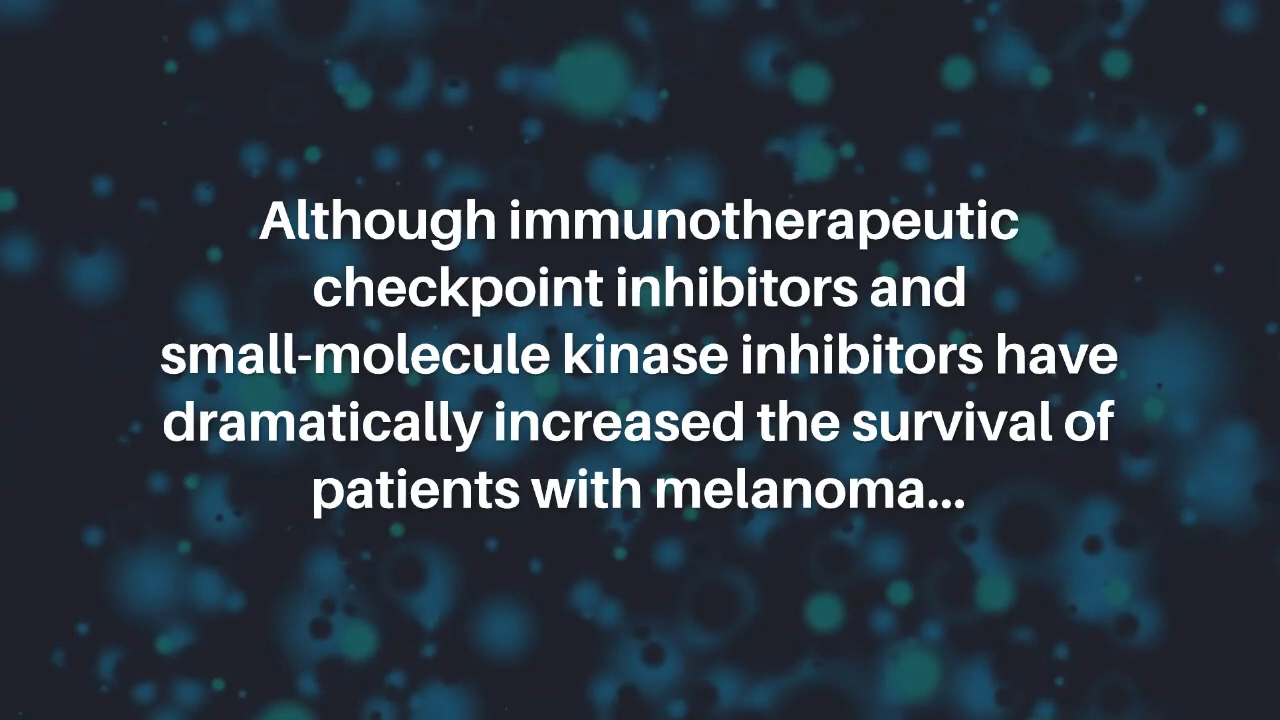 Although immunotherapeutic
checkpoint inhibitors and
small-molecule kinase inhibitors have
dramatically increased the survival of
patients with melanoma...